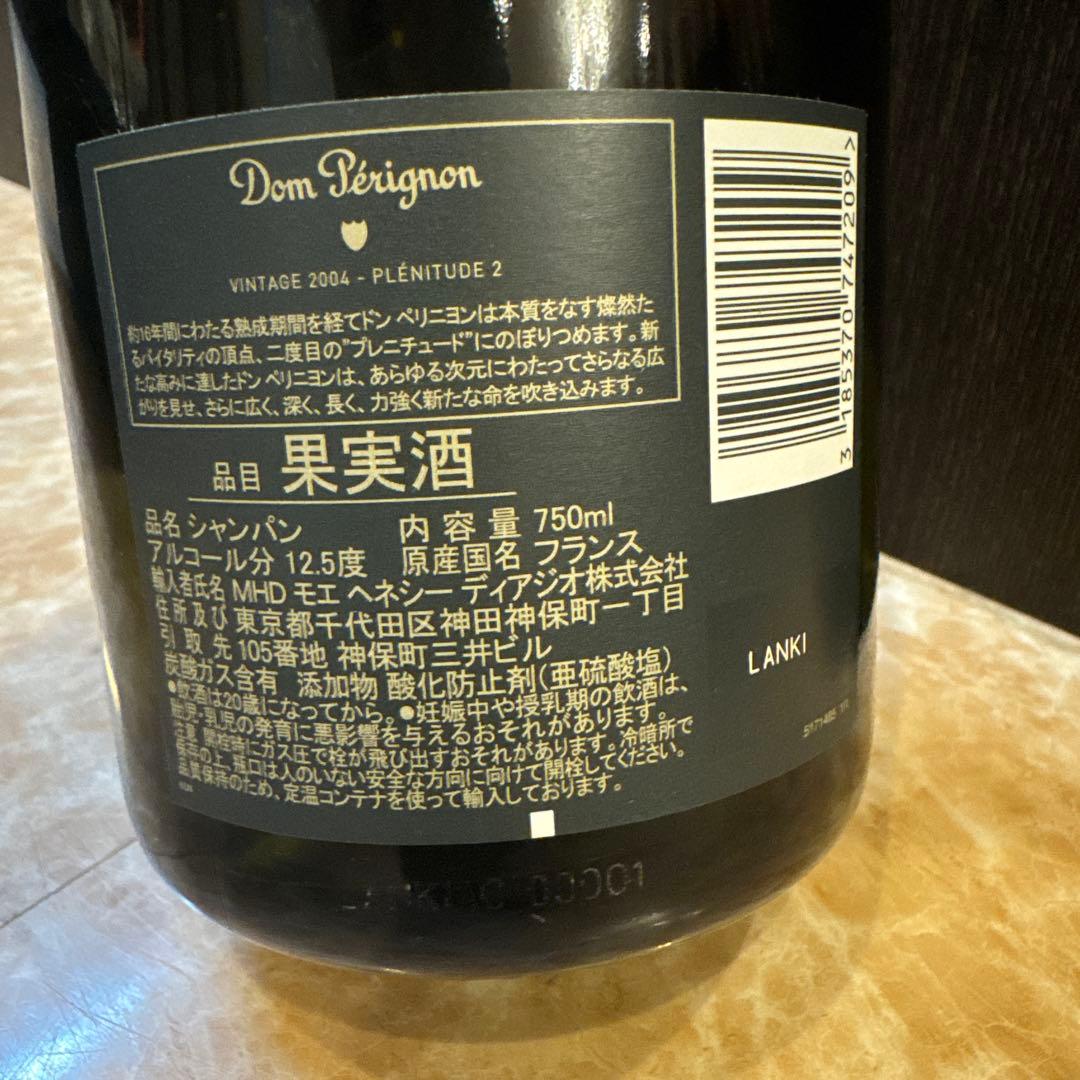 Dom Pérignon
VINTAGE 2004 - PLÉNITUDE 2
約16年間にわたる熟成期間を経てドン ペリニヨンは本質をなす燦然た
るバイタリティの頂点、二度目の"プレニチュード"にのぼりつめます。新
たな高みに達したドン ペリニヨンは、あらゆる次元にわたってさらなる広
がりを見せ、さらに広く、深く、長く、力強く新たな命を吹き込みます。
品目 果実酒
品名 シャンパン 内容量 750ml
アルコール分 12.5度 原産国名 フランス
輸入者氏名 MHD モエ ヘネシー ディアジオ株式会社
住所及び 東京都千代田区神田神保町一丁目
引取先 105番地 神保町三井ビル
炭酸ガス含有 添加物 酸化防止剤(亜硫酸塩)
●飲酒は20歳になってから。●妊娠中や授乳期の飲酒は、
胎児・乳児の発育に悪影響を与えるおそれがあります。
注意 開栓時にガス圧で栓が飛び出すおそれがあります。冷暗所で
保存の上、瓶口は人のいない安全な方向に向けて開栓してください。
品質保持のため、定温コンテナを使って輸入しております。
3 185370 747209 >
LANKI